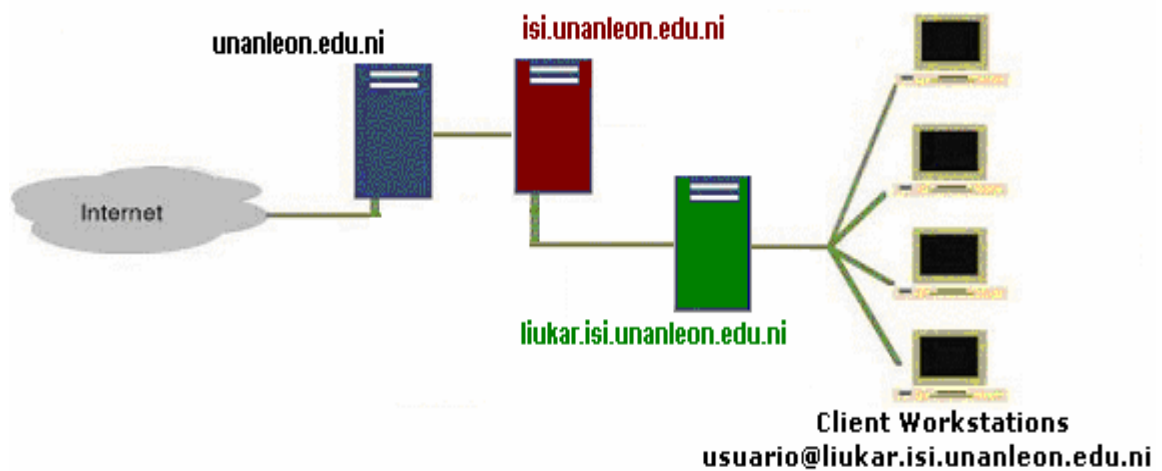 unanleon.edu.ni
isi.unanleon.edu.ni
Internet
liukar.isi.unanleon.edu.ni
Client Workstations
usuario@liukar.isi.unanleon.edu.ni